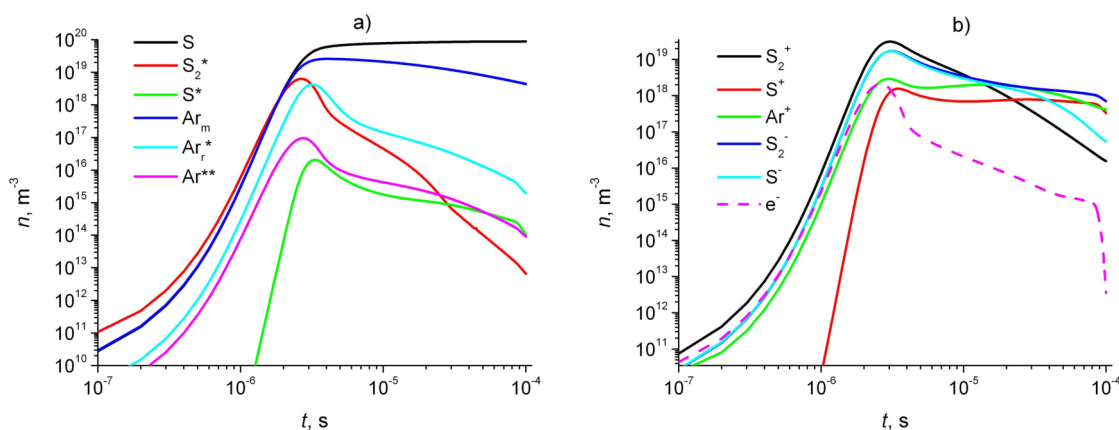 a)
n, m⁻³
10²⁰
10¹⁹
10¹⁸
10¹⁷
10¹⁶
10¹⁵
10¹⁴
10¹³
10¹²
10¹¹
10¹⁰
S
S₂*
S*
Arₘ
Arᵣ*
Ar**
10⁻⁷ 10⁻⁶ 10⁻⁵ 10⁻⁴
t, s
b)
n, m⁻³
10¹⁹
10¹⁸
10¹⁷
10¹⁶
10¹⁵
10¹⁴
10¹³
10¹²
10¹¹
S₂⁺
S⁺
Ar⁺
S₂⁻
S⁻
e⁻
10⁻⁷ 10⁻⁶ 10⁻⁵ 10⁻⁴
t, s